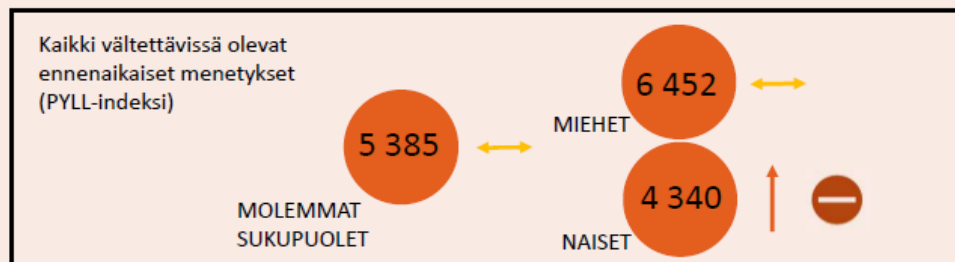 Kaikki vältettävissä olevat
ennenaikaiset menetykset
(PYLL-indeksi)
5 385
MOLEMMAT
SUKUPUOLET
6 452
MIEHET
4 340
NAISET